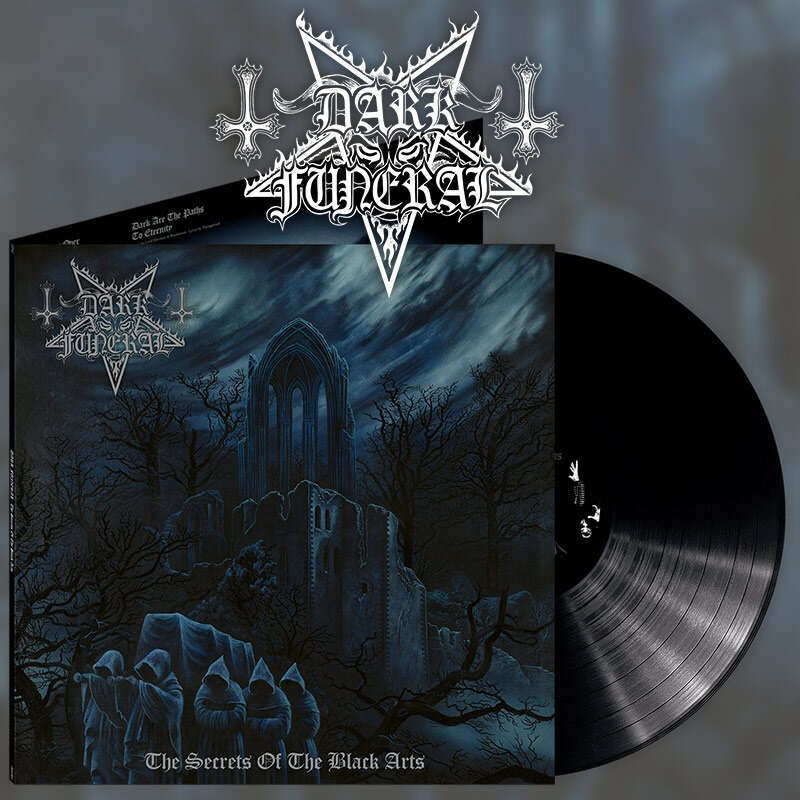 DARK
FUNERAL
Dark Are The Paths
To Eternity
DARK
FUNERAL
The Secrets Of The Black Arts